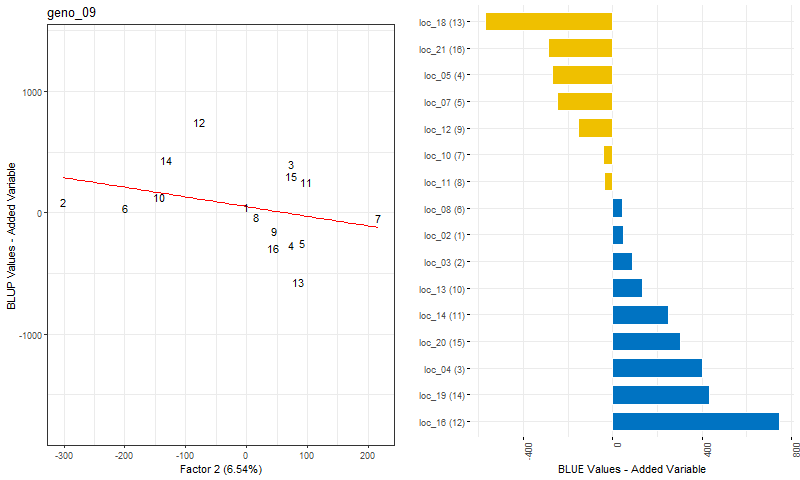 geno_09
1000
0
-1000
BLUP Values - Added Variable
12
14
3
15
11
2
10
6
1
8
7
9
16
4
5
13
-300
-200
-100
0
100
200
Factor 2 (6.54%)
loc_18 (13)
loc_21 (16)
loc_05 (4)
loc_07 (5)
loc_12 (9)
loc_10 (7)
loc_11 (8)
loc_08 (6)
loc_02 (1)
loc_03 (2)
loc_13 (10)
loc_14 (11)
loc_20 (15)
loc_04 (3)
loc_19 (14)
loc_16 (12)
-400
0
400
800
BLUE Values - Added Variable